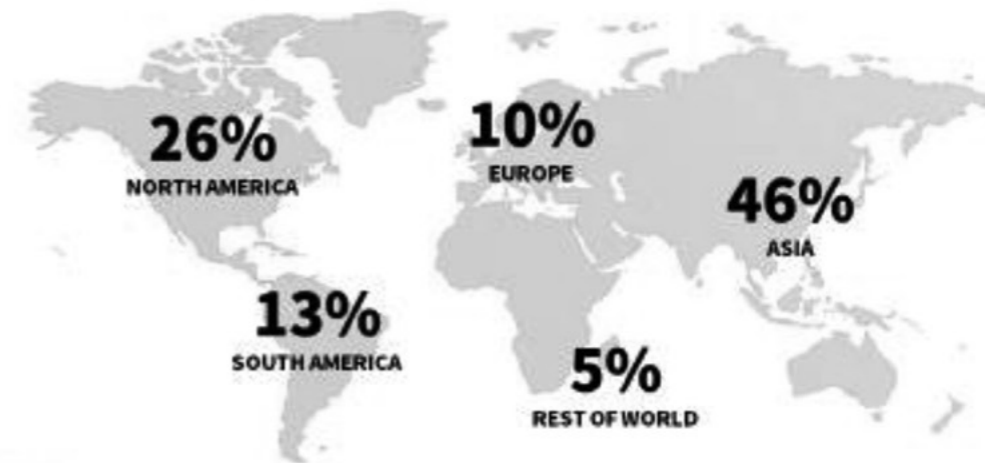 26%
NORTH AMERICA
10%
EUROPE
46%
ASIA
13%
SOUTH AMERICA
5%
REST OF WORLD